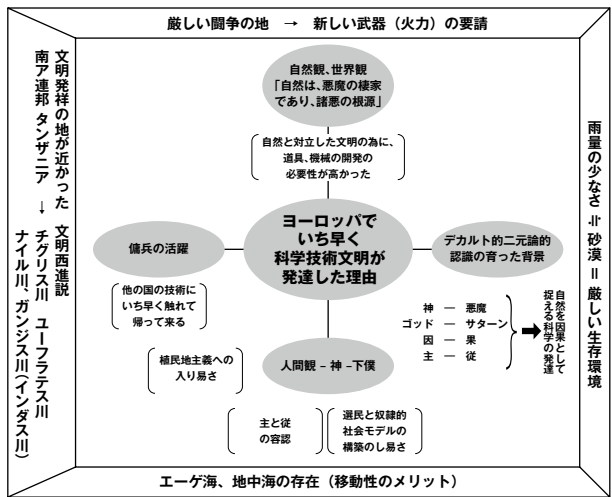 厳しい闘争の地 → 新しい武器（火力）の要請
文明発祥の地が近かった 文明西進説
南ア連邦 タンザニア → チグリス川 ユーフラテス川
ナイル川、ガンジス川（インダス川）
自然観、世界観
「自然は、悪魔の棲家
であり、諸悪の根源」
自然と対立した文明の為に、
道具、機械の開発の
必要性が高かった
ヨーロッパで
いち早く
科学技術文明が
発達した理由
傭兵の活躍
他の国の技術に
いち早く触れて
帰って来る
デカルト的二元論的
認識の育った背景
神 ― 悪魔
ゴッド ― サターン
因 ― 果
主 ― 従
自然を因果として
捉える科学の発達
人間観 – 神 –下僕
植民地主義への
入り易さ
主と従
の容認
選民と奴隷的
社会モデルの
構築のし易さ
雨量の少なさ ≒ 砂漠 ＝ 厳しい生存環境
エーゲ海、地中海の存在（移動性のメリット）